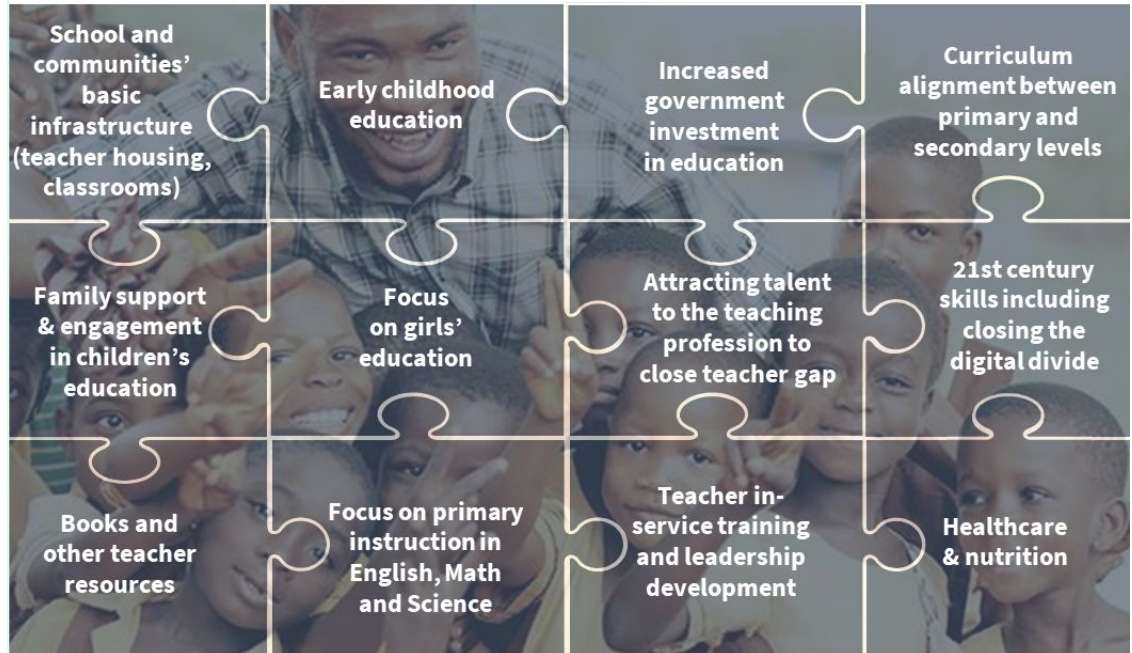 School and
communities’
basic
infrastructure
(teacher housing,
classrooms)
Early childhood
education
Increased
government
investment
in education
Curriculum
alignment between
primary and
secondary levels
Family support
& engagement
in children’s
education
Focus
on girls’
education
Attracting talent
to the teaching
profession to
close teacher gap
21st century
skills including
closing the
digital divide
Books and
other teacher
resources
Focus on primary
instruction in
English, Math
and Science
Teacher in-
service training
and leadership
development
Healthcare
& nutrition